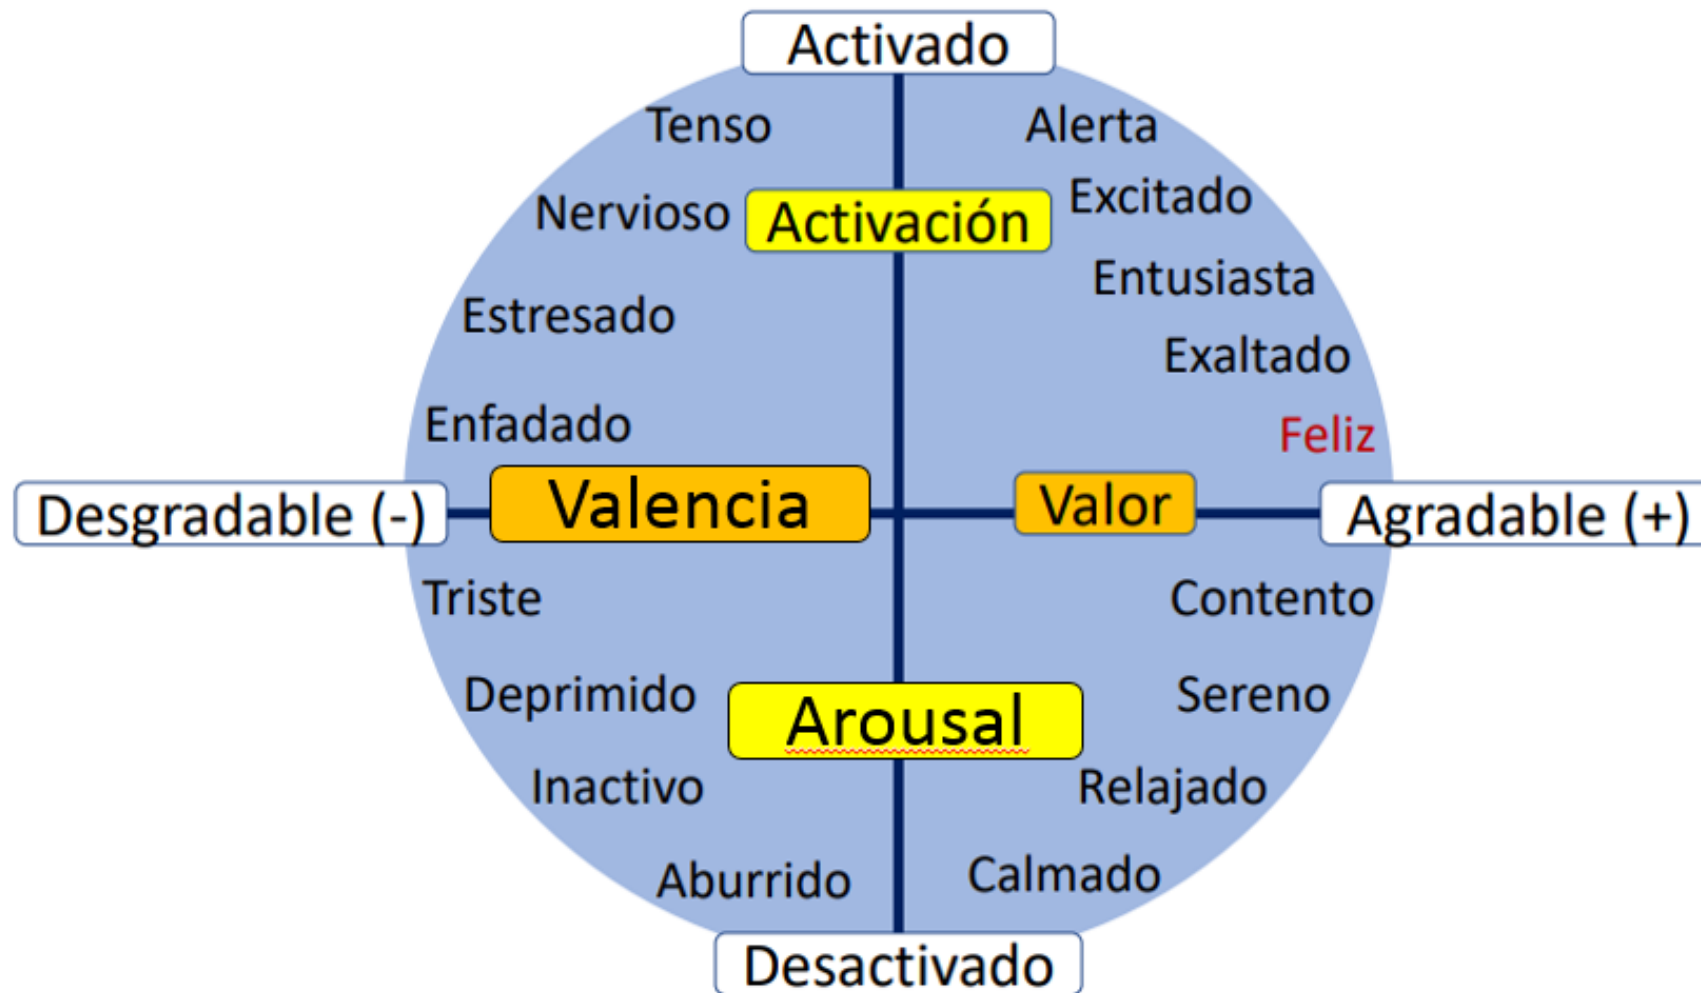 Activado
Tenso
Alerta
Nervioso
Activación
Excitado
Entusiasta
Estresado
Exaltado
Enfadado
Feliz
Desgradable (-)
Valencia
Valor
Agradable (+)
Triste
Contento
Deprimido
Arousal
Sereno
Inactivo
Relajado
Aburrido
Calmado
Desactivado